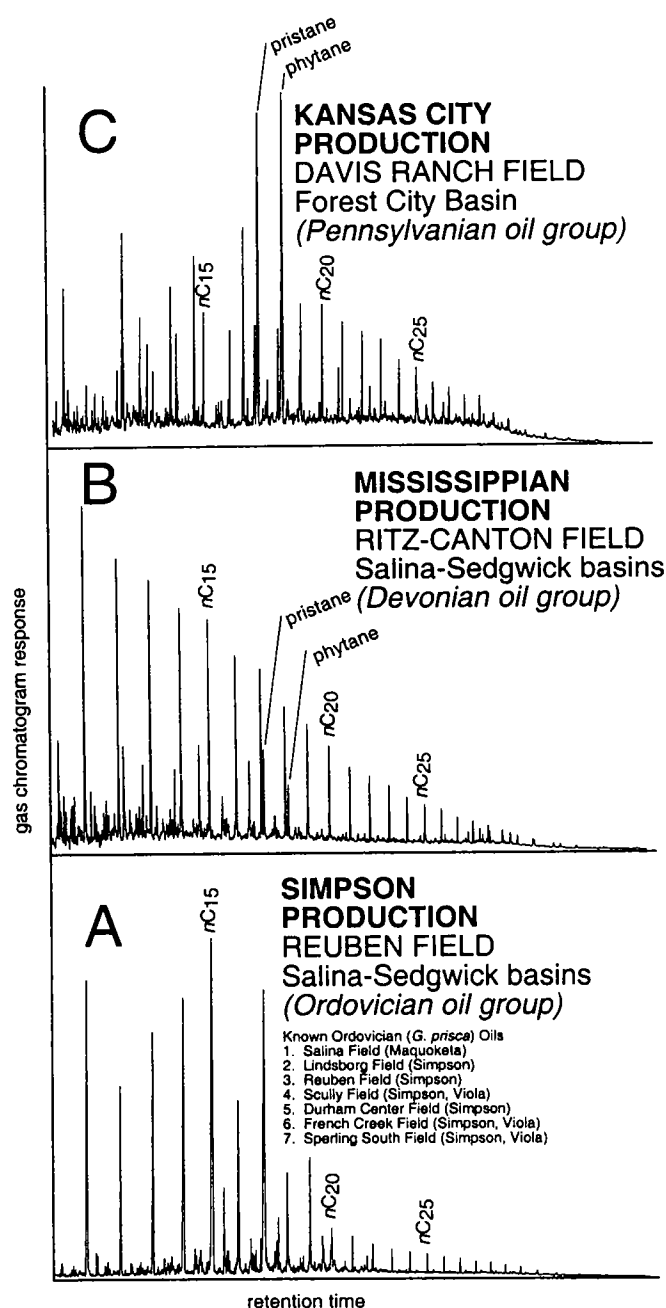 pristane
phytane
C
KANSAS CITY
PRODUCTION
DAVIS RANCH FIELD
Forest City Basin
(Pennsylvanian oil group)
nC15
nC20
nC25
B
MISSISSIPPIAN
PRODUCTION
RITZ-CANTON FIELD
Salina-Sedgwick basins
(Devonian oil group)
nC15
pristane
phytane
nC20
nC25
gas chromatogram response
A
SIMPSON
PRODUCTION
REUBEN FIELD
Salina-Sedgwick basins
(Ordovician oil group)
nC15
Known Ordovician (G. prisca) Oils
1. Salina Field (Maquoketa)
2. Lindsborg Field (Simpson)
3. Reuben Field (Simpson)
4. Scully Field (Simpson, Viola)
5. Durham Center Field (Simpson)
6. French Creek Field (Simpson, Viola)
7. Sperling South Field (Simpson, Viola)
nC20
nC25
retention time